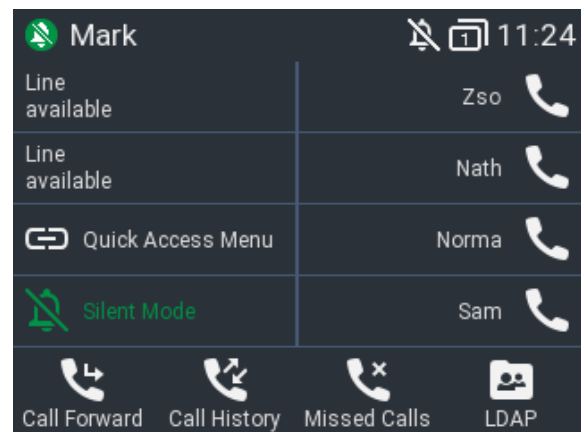 Mark
1
11:24
Line
available
Zso
Line
available
Nath
Quick Access Menu
Norma
Silent Mode
Sam
Call Forward
Call History
Missed Calls
LDAP